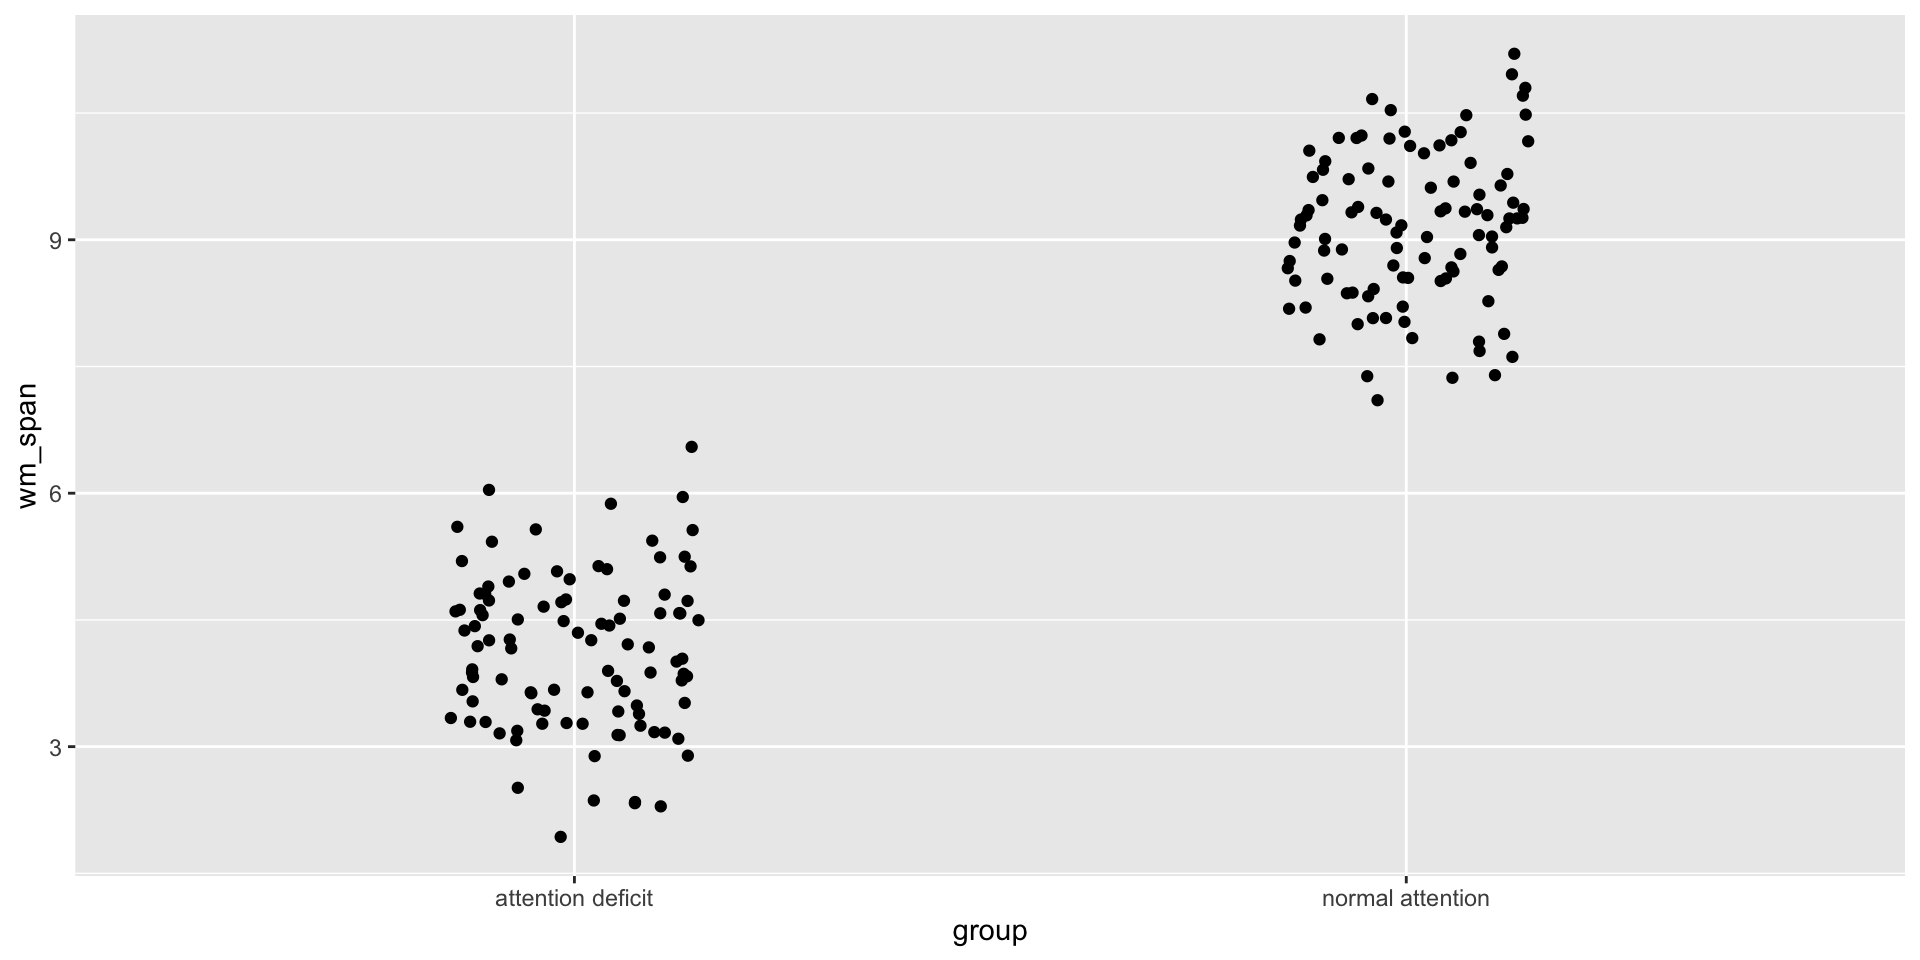 wm_span
9
6
3
attention deficit
normal attention
group